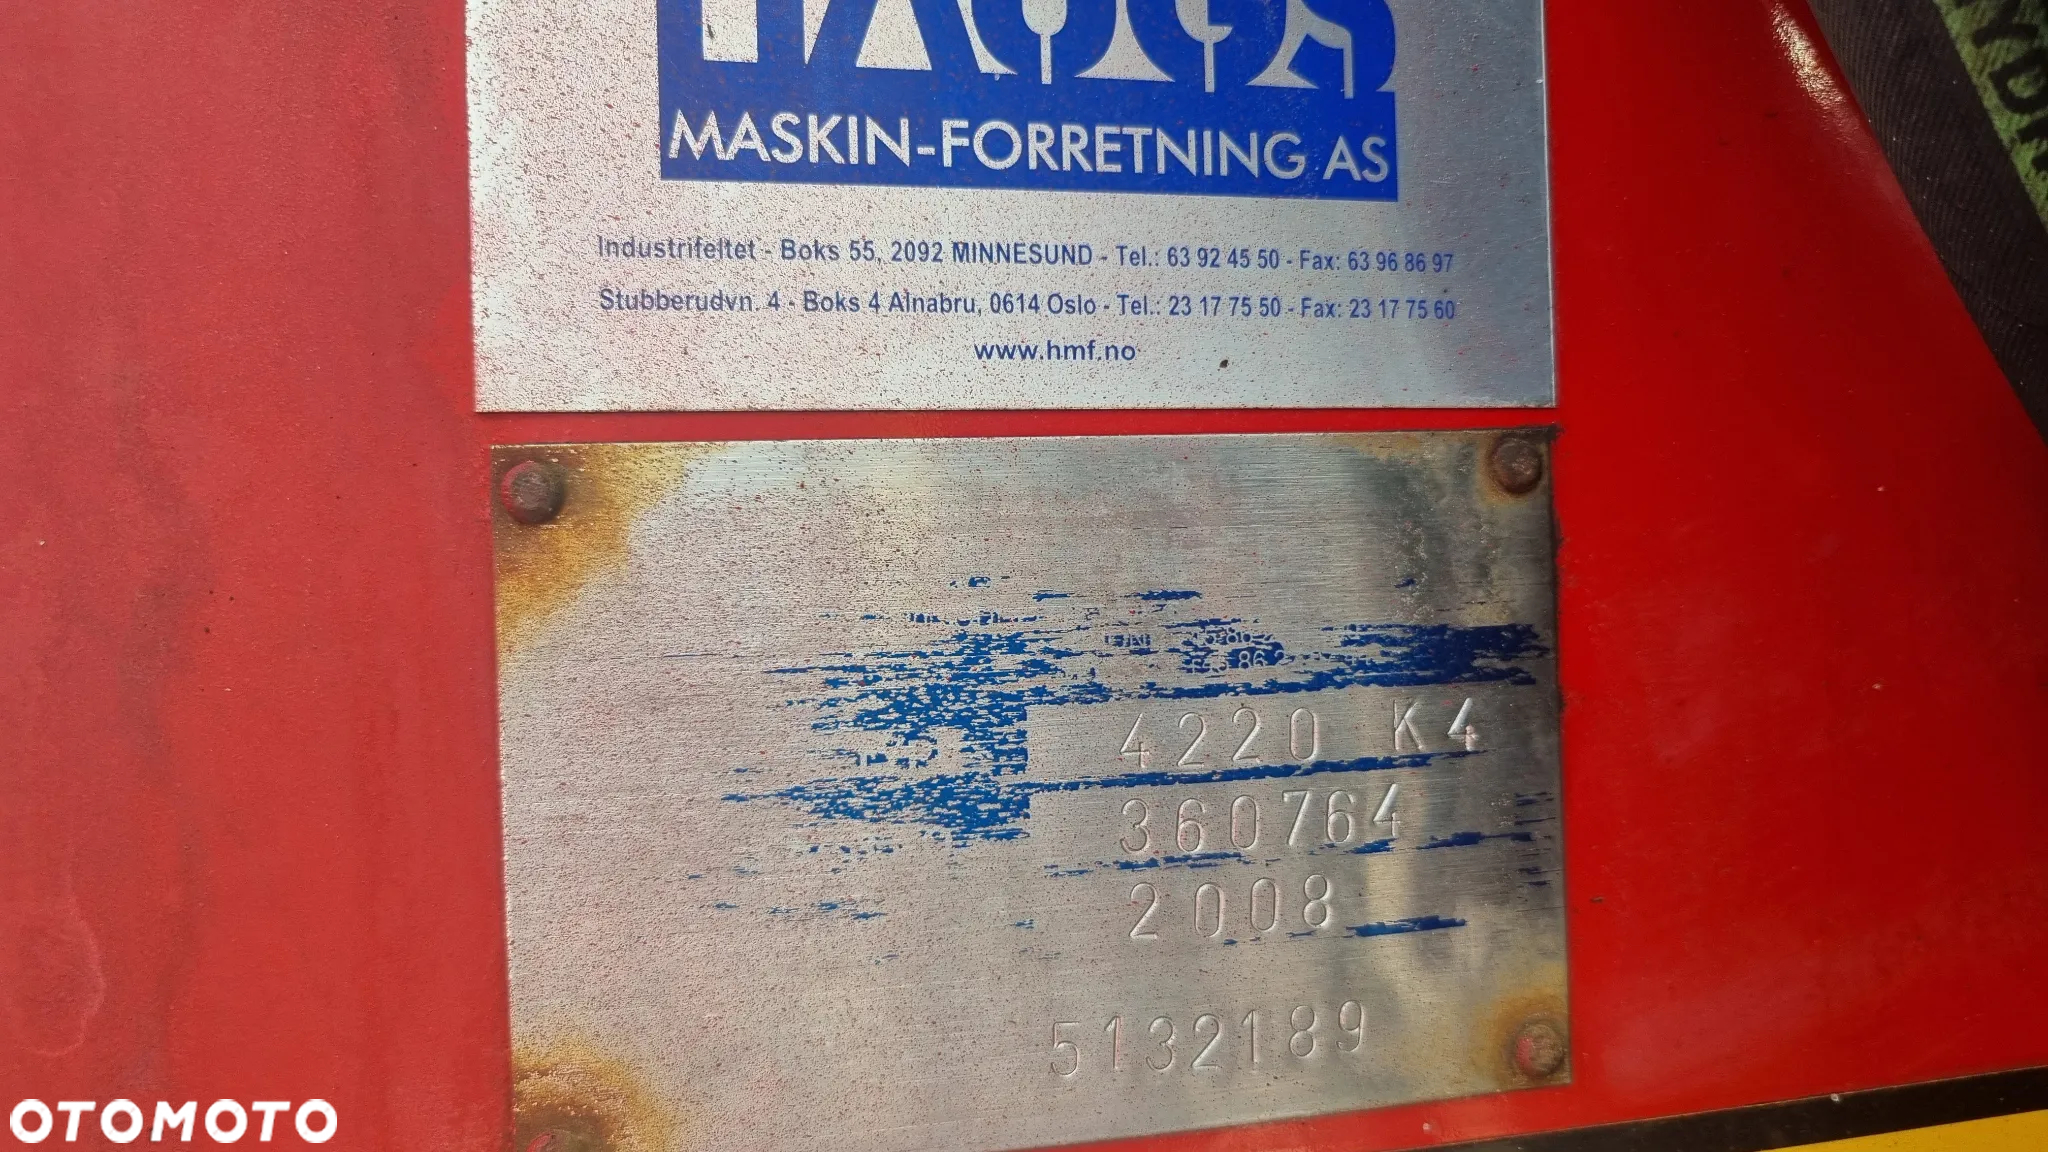 MASKIN-FORRETNING AS
Industrifeltet - Boks 55, 2092 MINNESUND - Tel.: 63 92 45 50 - Fax: 63 96 86 97
Stubberudvn. 4 - Boks 4 Alnabru, 0614 Oslo - Tel.: 23 17 75 50 - Fax: 23 17 75 60
www.hmf.no
4220 K4
360764
2008
5132189
OTOMOTO